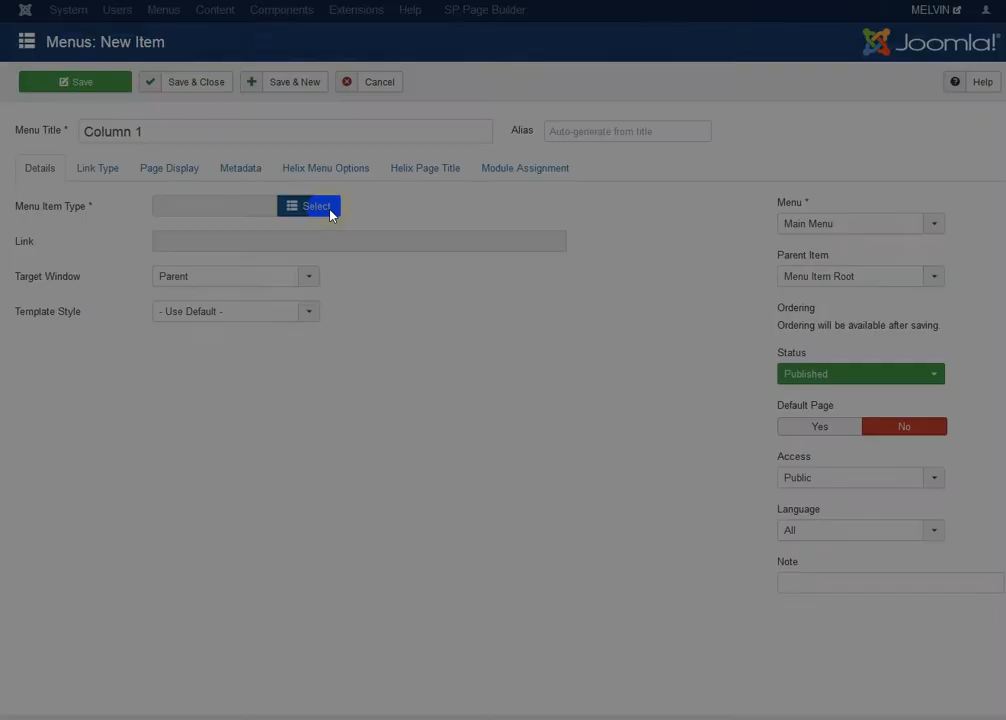 System Users Menus Content Components Extensions Help SP Page Builder MELVIN
Menus: New Item
Joomla!®
Save Save & Close Save & New Cancel Help
Menu Title * Column 1 Alias Auto-generate from title
Details Link Type Page Display Metadata Helix Menu Options Helix Page Title Module Assignment
Menu Item Type * Select
Link
Target Window Parent
Template Style - Use Default -
Menu *
Main Menu
Parent Item
Menu Item Root
Ordering
Ordering will be available after saving.
Status
Published
Default Page
Yes No
Access
Public
Language
All
Note